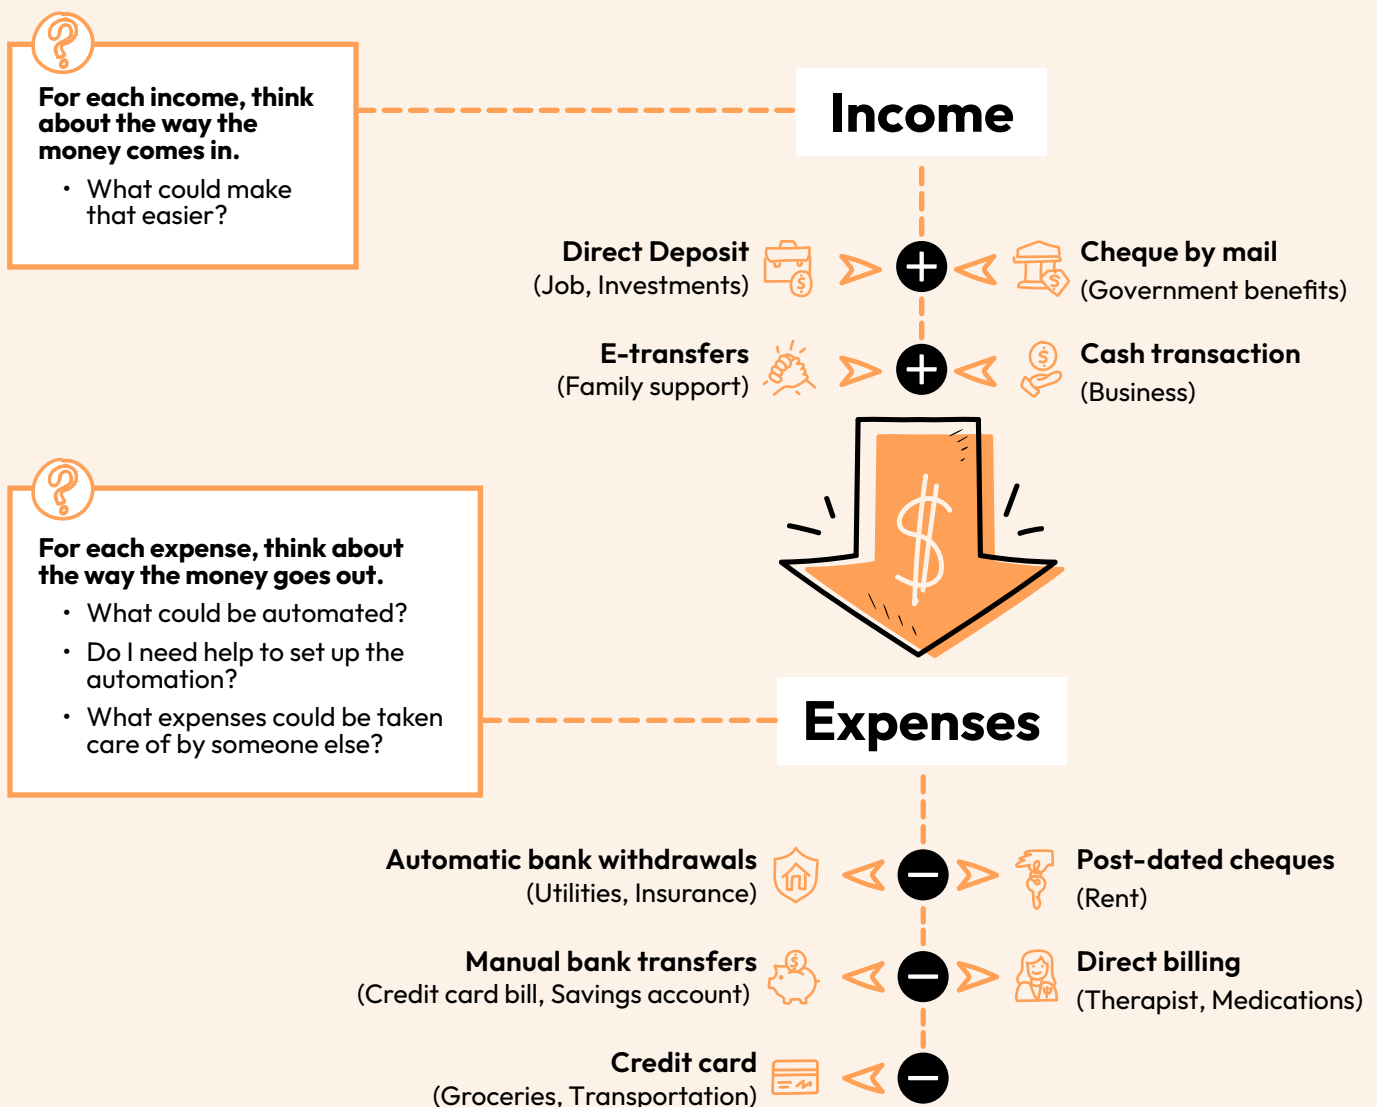 For each income, think
about the way the
money comes in.
• What could make
that easier?
Income
Direct Deposit
(Job, Investments)
Cheque by mail
(Government benefits)
E-transfers
(Family support)
Cash transaction
(Business)
$
For each expense, think about
the way the money goes out.
• What could be automated?
• Do I need help to set up the
automation?
• What expenses could be taken
care of by someone else?
Expenses
Automatic bank withdrawals
(Utilities, Insurance)
Post-dated cheques
(Rent)
Manual bank transfers
(Credit card bill, Savings account)
Direct billing
(Therapist, Medications)
Credit card
(Groceries, Transportation)